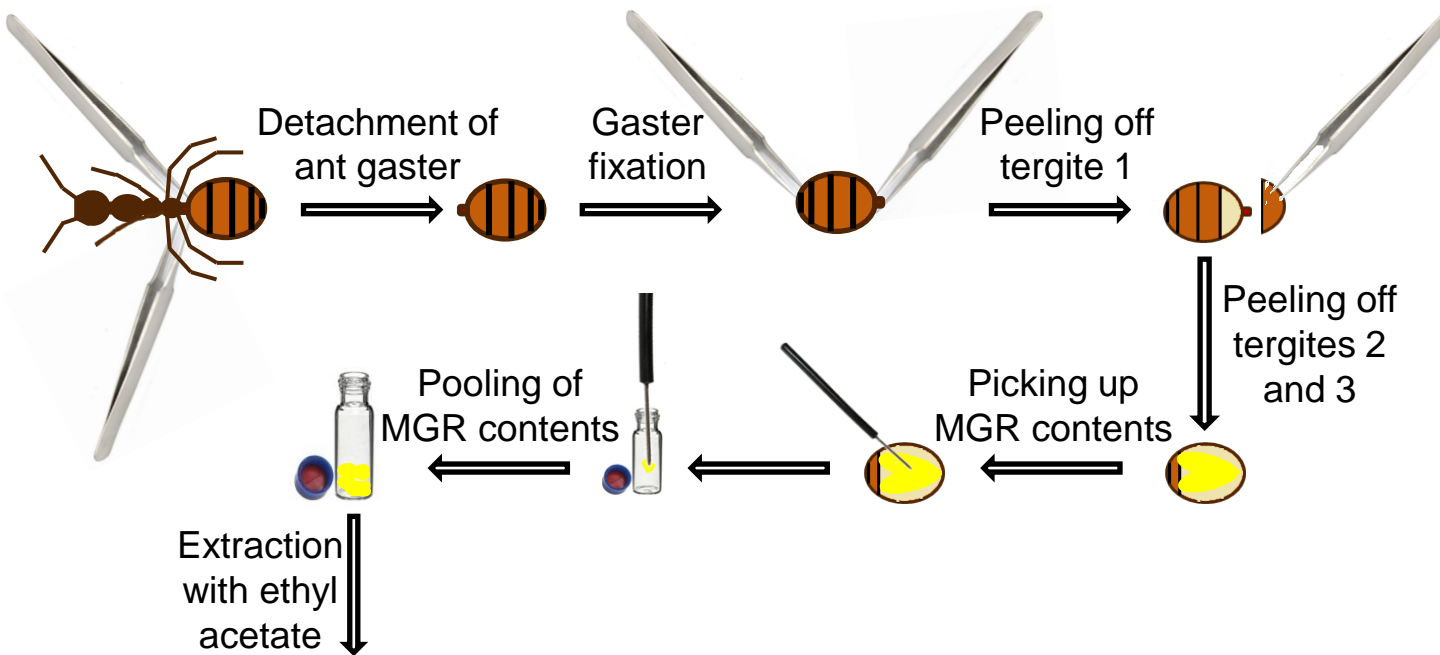 Detachment of
ant gaster
Gaster
fixation
Peeling off
tergite 1
Peeling off
tergites 2
and 3
Picking up
MGR contents
Pooling of
MGR contents
Extraction
with ethyl
acetate